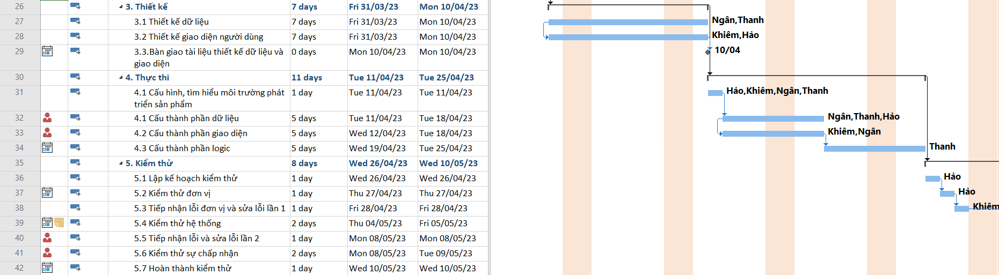 26 3. Thiết kế 7 days Fri 31/03/23 Mon 10/04/23
27 3.1 Thiết kế dữ liệu 7 days Fri 31/03/23 Mon 10/04/23 Ngân,Thanh
28 3.2 Thiết kế giao diện người dùng 7 days Fri 31/03/23 Mon 10/04/23 Khiêm,Hảo
29 3.3.Bàn giao tài liệu thiết kế dữ liệu và 0 days Mon 10/04/23 Mon 10/04/23 10/04
giao diện
30 4. Thực thi 11 days Tue 11/04/23 Tue 25/04/23
31 4.1 Cấu hình, tìm hiểu môi trường phát 1 day Tue 11/04/23 Tue 11/04/23 Hảo,Khiêm,Ngân,Thanh
triển sản phẩm
32 4.1 Cấu thành phần dữ liệu 5 days Tue 11/04/23 Tue 18/04/23 Ngân,Thanh,Hảo
33 4.2 Cấu thành phần giao diện 5 days Wed 12/04/23 Tue 18/04/23 Khiêm,Ngân
34 4.3 Cấu thành phần logic 5 days Wed 19/04/23 Tue 25/04/23 Thanh
35 5. Kiểm thử 8 days Wed 26/04/23 Wed 10/05/23
36 5.1 Lập kế hoạch kiểm thử 1 day Wed 26/04/23 Wed 26/04/23 Hảo
37 5.2 Kiểm thử đơn vị 1 day Thu 27/04/23 Thu 27/04/23 Hảo
38 5.3 Tiếp nhận lỗi đơn vị và sửa lỗi lần 1 1 day Fri 28/04/23 Fri 28/04/23 Khiêm
39 5.4 Kiểm thử hệ thống 2 days Thu 04/05/23 Fri 05/05/23
40 5.5 Tiếp nhận lỗi và sửa lỗi lần 2 1 day Mon 08/05/23 Mon 08/05/23
41 5.6 Kiểm thử sự chấp nhận 2 days Mon 08/05/23 Tue 09/05/23
42 5.7 Hoàn thành kiểm thử 1 day Wed 10/05/23 Wed 10/05/23